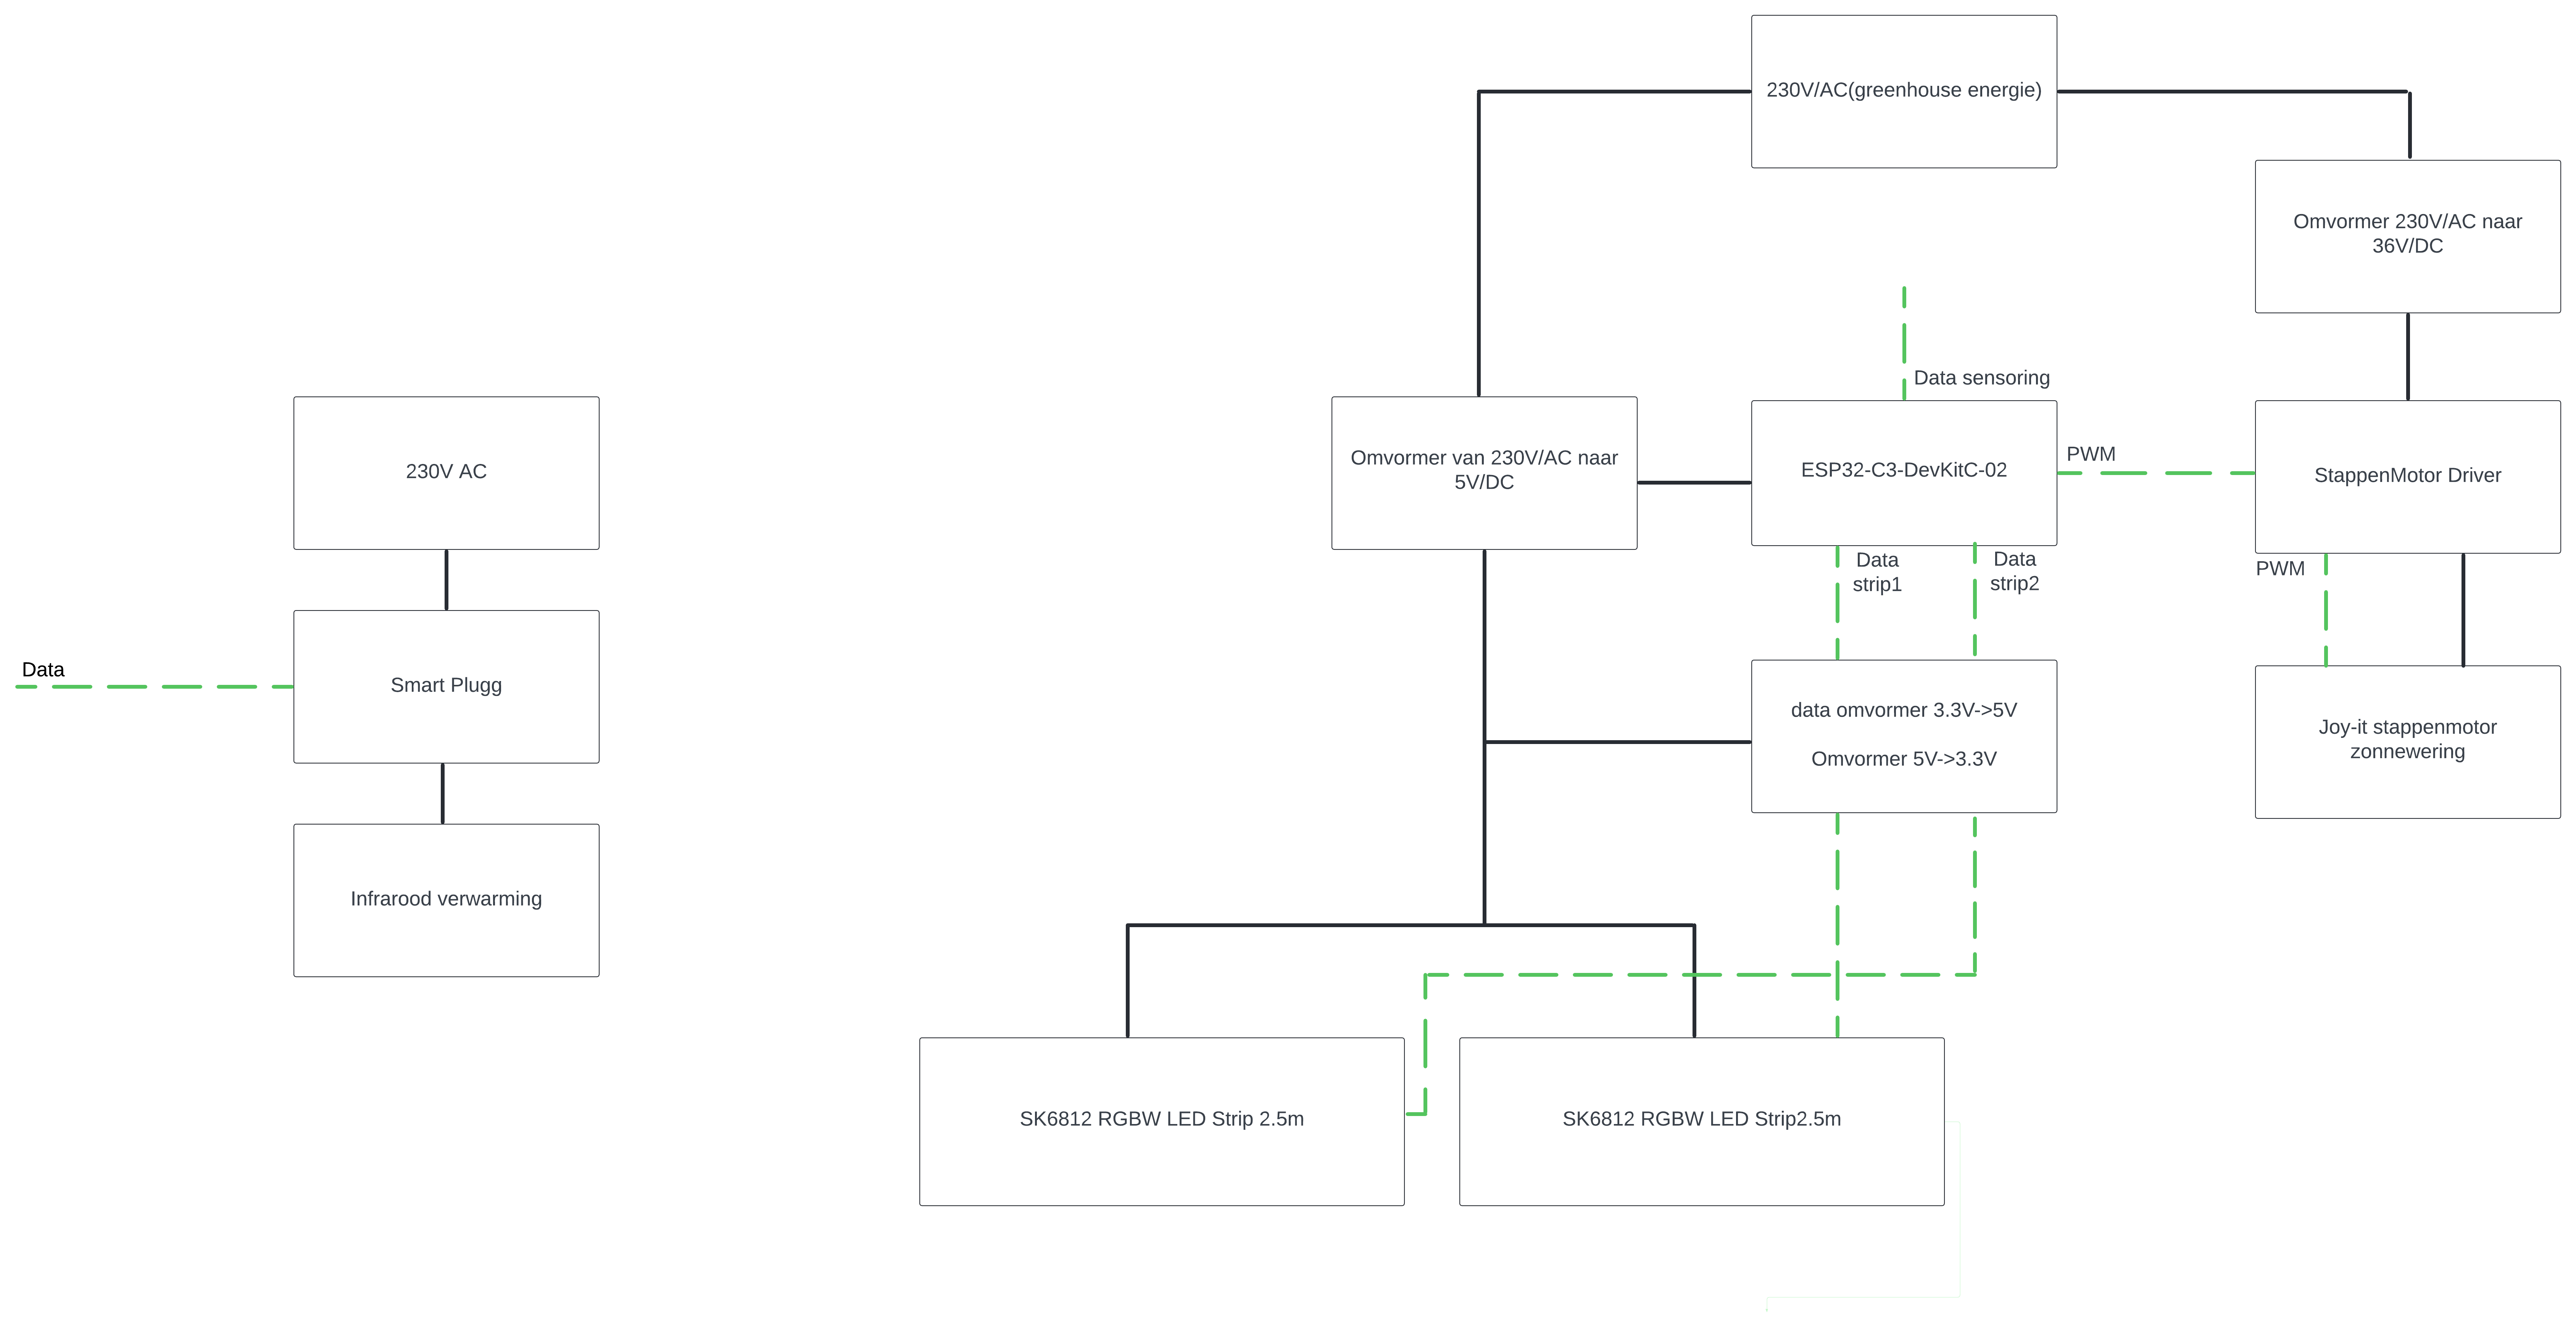 230V/AC(greenhouse energie)
Omvormer 230V/AC naar
36V/DC
Data sensoring
Omvormer van 230V/AC naar
5V/DC
ESP32-C3-DevKitC-02
PWM
StappenMotor Driver
230V AC
Data
strip1
Data
strip2
PWM
Data
Smart Plugg
data omvormer 3.3V->5V
Omvormer 5V->3.3V
Joy-it stappenmotor
zonnewering
Infrarood verwarming
SK6812 RGBW LED Strip 2.5m
SK6812 RGBW LED Strip2.5m